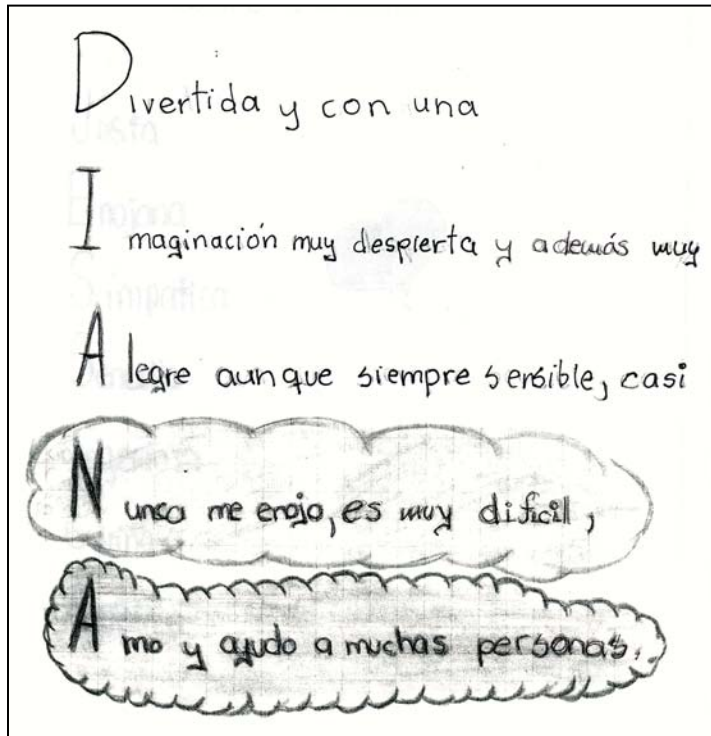 Divertida y con una
Imaginación muy despierta y además muy
Alegre aunque siempre sensible, casi
Nunca me enojo, es muy dificil,
Amo y ayudo a muchas personas.